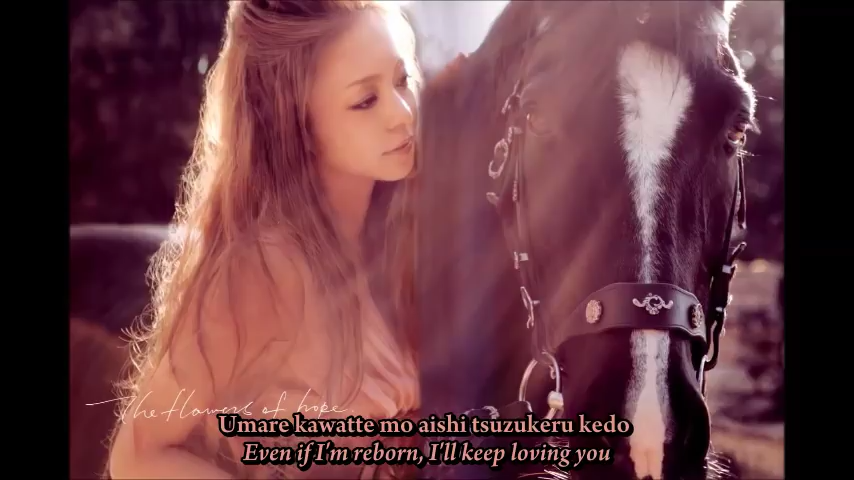 The flowers of hope
Umare kawatte mo aishi tsuzukeru kedo
Even if I'm reborn, I'll keep loving you